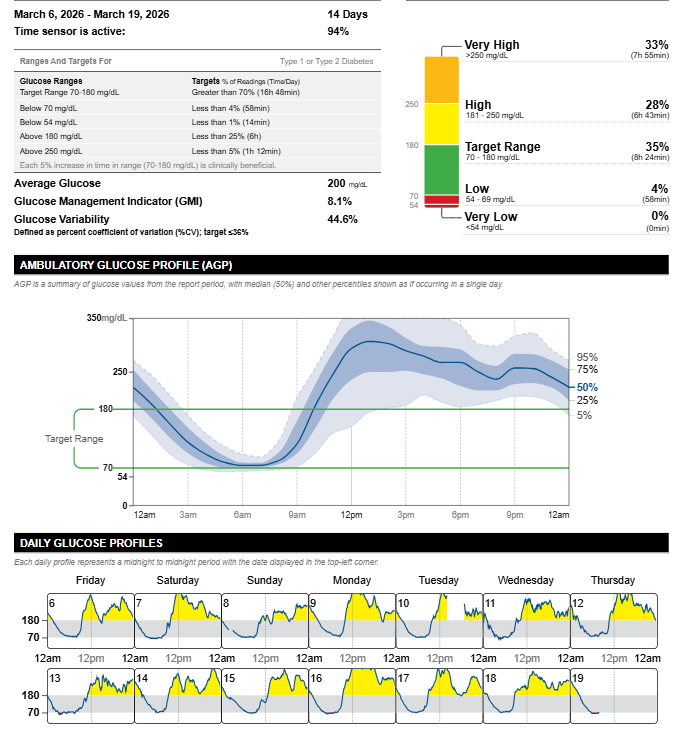 March 6, 2026 - March 19, 2026 14 Days
Time sensor is active: 94%
Ranges And Targets For Type 1 or Type 2 Diabetes
Glucose Ranges Targets % of Readings (Time/Day)
Target Range 70-180 mg/dL Greater than 70% (16h 48min)
Below 70 mg/dL Less than 4% (58min)
Below 54 mg/dL Less than 1% (14min)
Above 180 mg/dL Less than 25% (6h)
Above 250 mg/dL Less than 5% (1h 12min)
Each 5% increase in time in range (70-180 mg/dL) is clinically beneficial.
Average Glucose 200 mg/dL
Glucose Management Indicator (GMI) 8.1%
Glucose Variability 44.6%
Defined as percent coefficient of variation (%CV); target ≤36%
Very High 33%
>250 mg/dL (7h 55min)
250
High 28%
181 - 250 mg/dL (6h 43min)
180
Target Range 35%
70 - 180 mg/dL (8h 24min)
70
Low 4%
54 - 69 mg/dL (58min)
54
Very Low 0%
<54 mg/dL (0min)
AMBULATORY GLUCOSE PROFILE (AGP)
AGP is a summary of glucose values from the report period, with median (50%) and other percentiles shown as if occurring in a single day.
350mg/dL
95%
250 75%
50%
25%
180 5%
Target Range
70
54
0
12am 3am 6am 9am 12pm 3pm 6pm 9pm 12am
DAILY GLUCOSE PROFILES
Each daily profile represents a midnight to midnight period with the date displayed in the top-left corner.
Friday Saturday Sunday Monday Tuesday Wednesday Thursday
6 7 8 9 10 11 12
180
70
12am 12pm 12am 12pm 12am 12pm 12am 12pm 12am 12pm 12am 12pm 12am 12pm 12am
13 14 15 16 17 18 19
180
70